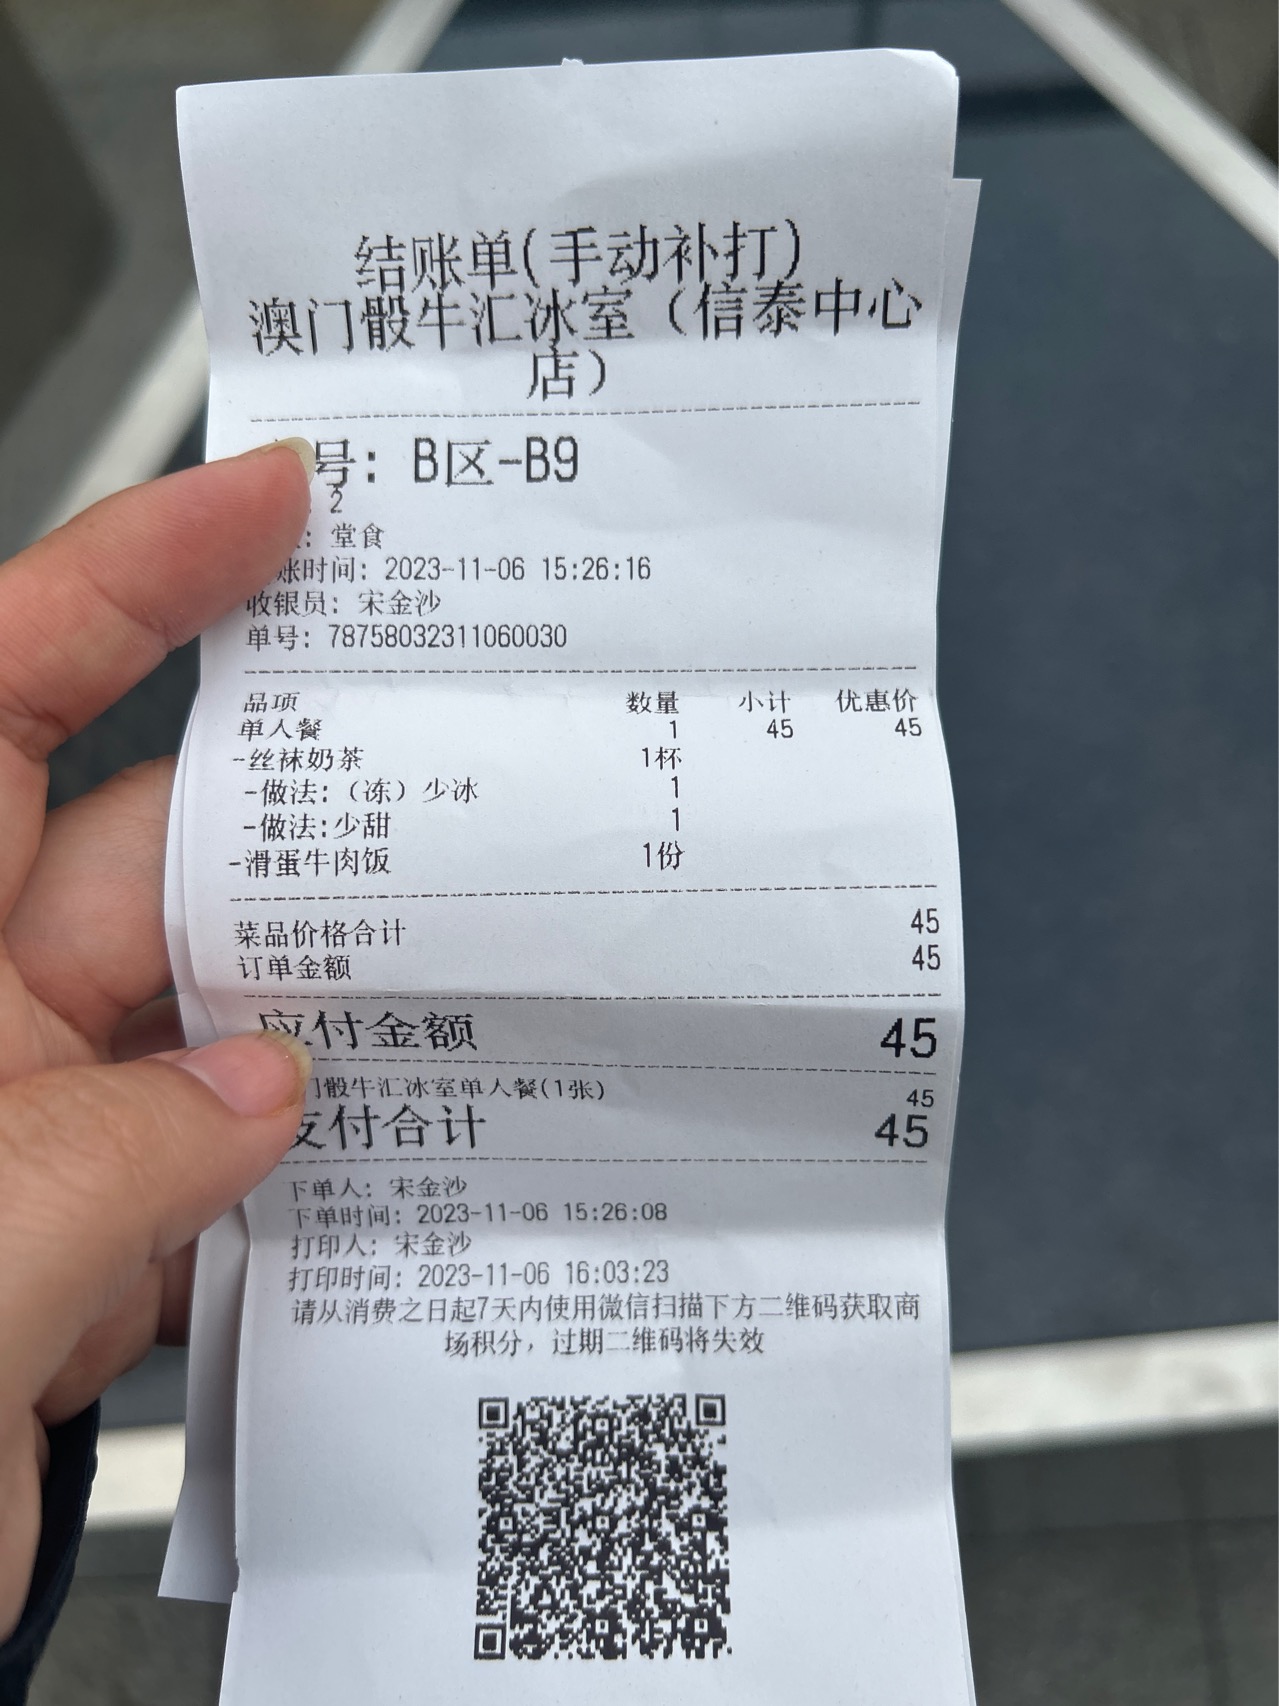 结账单(手动补打)
澳门骰牛汇冰室（信泰中心
店）
号: B区-B9
: 2
: 堂食
账时间: 2023-11-06 15:26:16
收银员: 宋金沙
单号: 78758032311060030
品项 数量 小计 优惠价
单人餐 1 45 45
-丝袜奶茶 1杯
-做法:（冻）少冰 1
-做法:少甜 1
-滑蛋牛肉饭 1份
菜品价格合计 45
订单金额 45
应付金额 45
门骰牛汇冰室单人餐(1张) 45
支付合计 45
下单人: 宋金沙
下单时间: 2023-11-06 15:26:08
打印人: 宋金沙
打印时间: 2023-11-06 16:03:23
请从消费之日起7天内使用微信扫描下方二维码获取商
场积分，过期二维码将失效